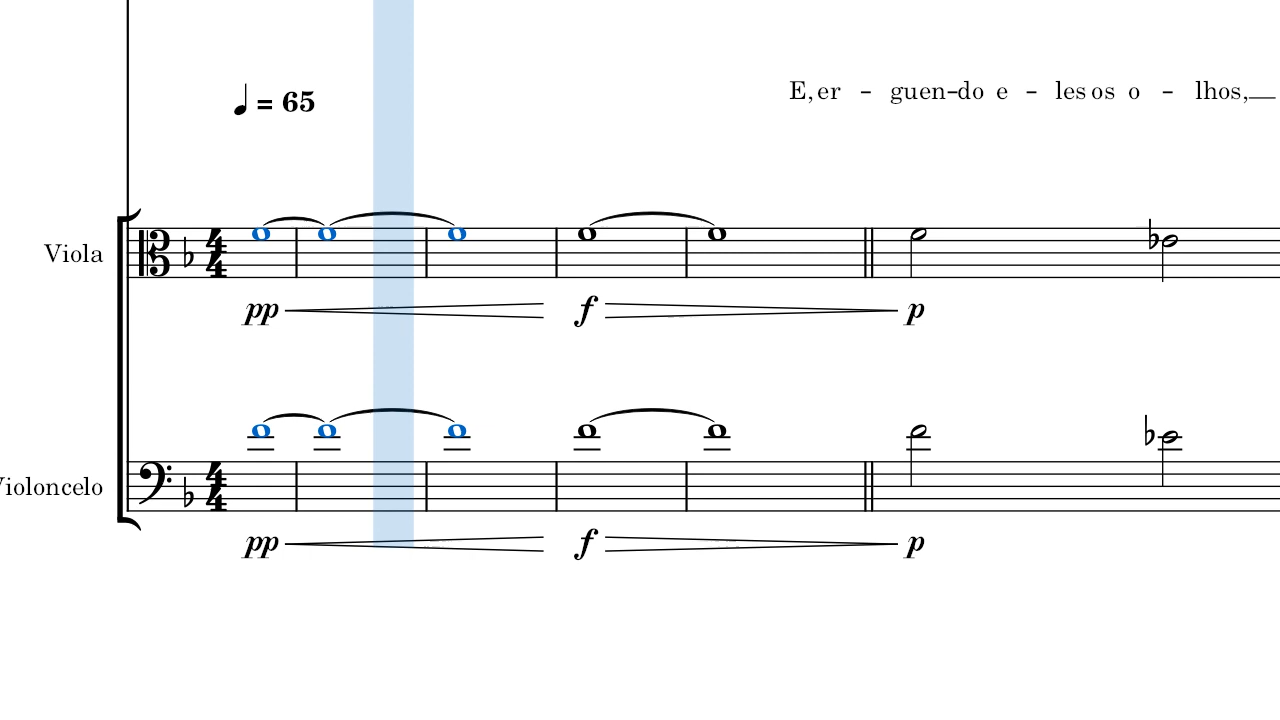 ♩ = 65
E, er - guen-do e - les os o - lhos,
Viola
pp f p
Violoncelo
pp f p